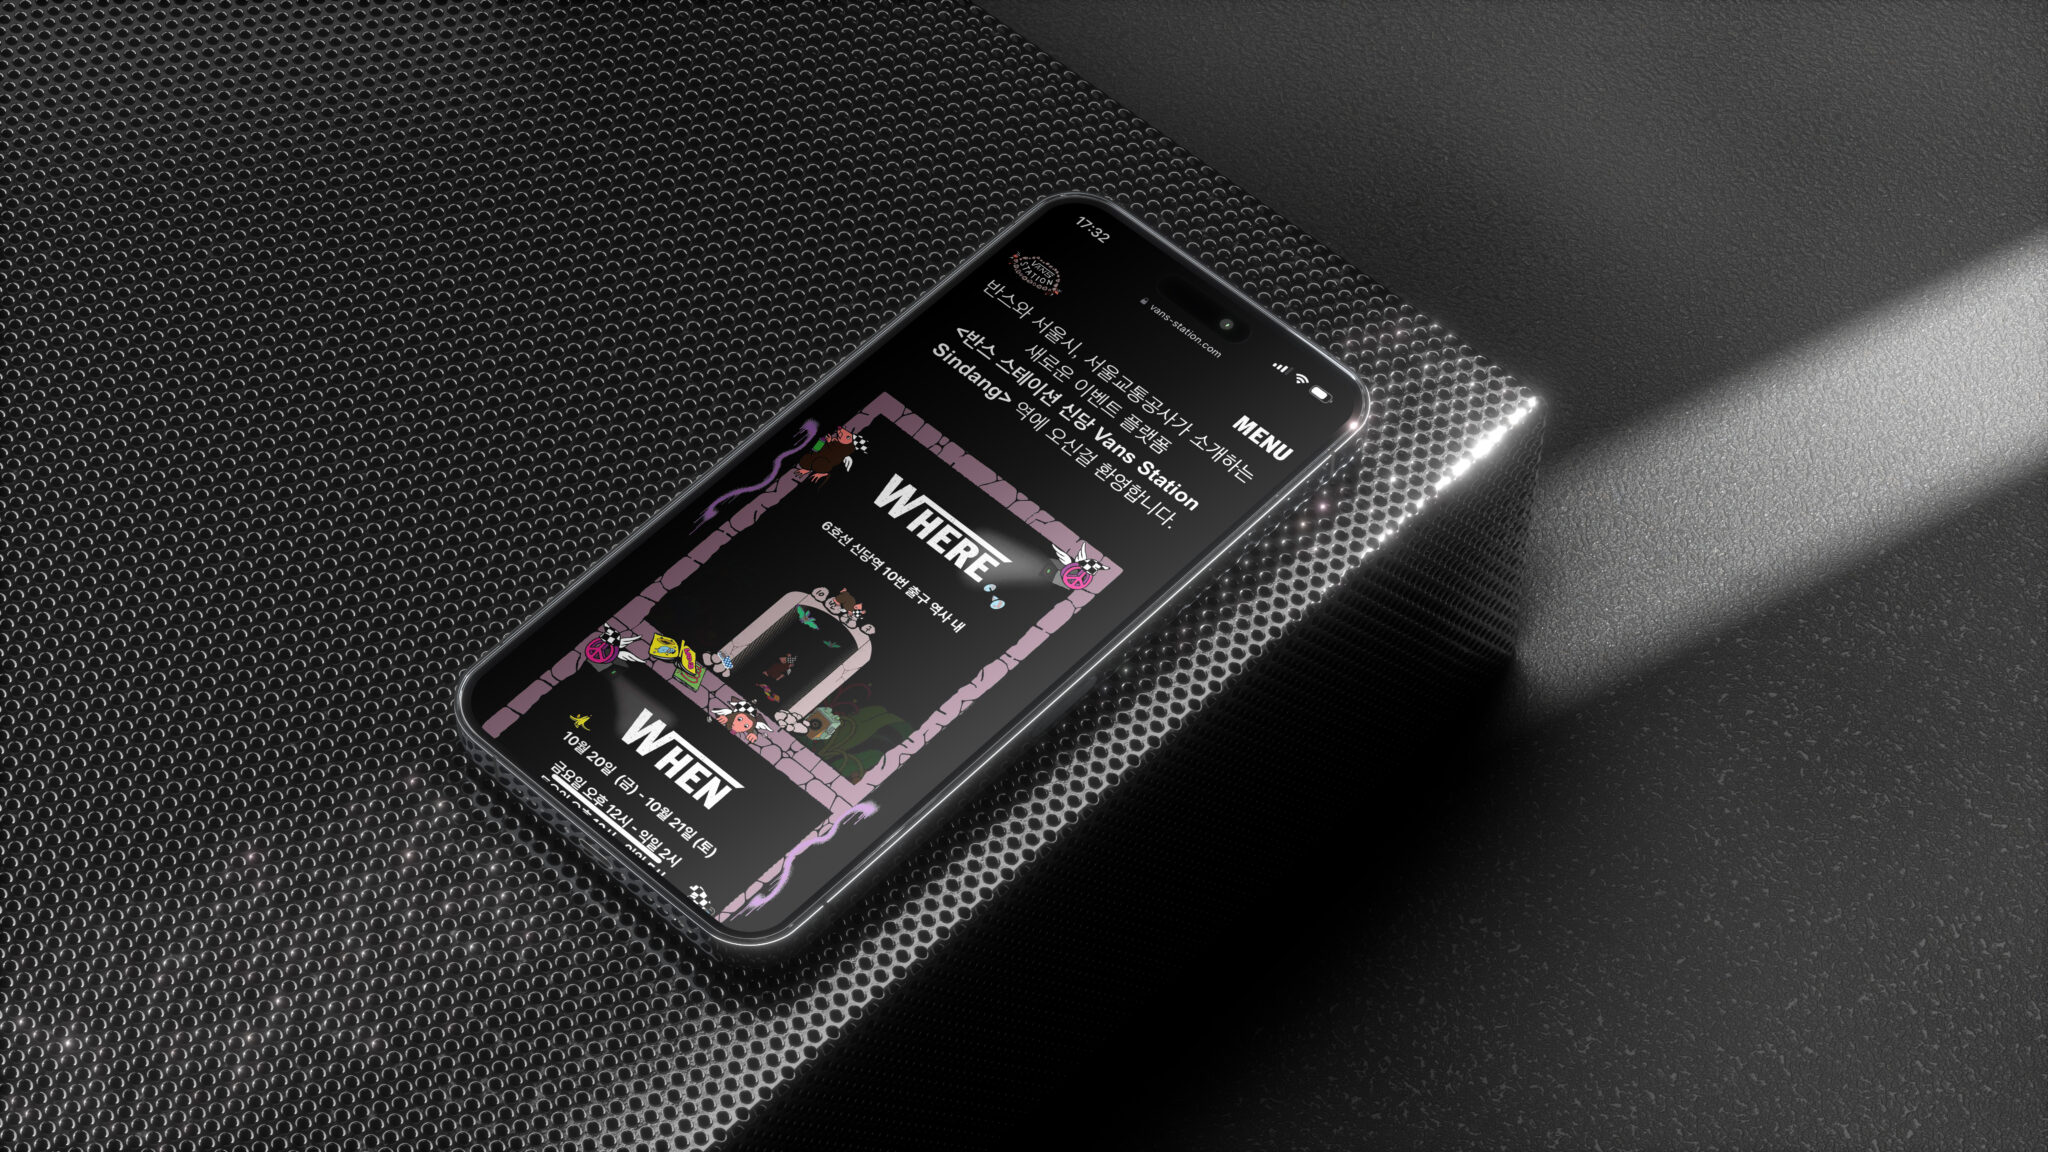 17:32
vans-station.com
VANS
STATION
MENU
반스와 서울시, 서울교통공사가 소개하는
새로운 이벤트 플랫폼
<반스 스테이션 신당 Vans Station
Sindang> 역에 오신걸 환영합니다.
WHERE
6호선 신당역 10번 출구 역사 내
WHEN
10월 20일 (금) - 10월 21일 (토)
금요일 오후 12시 - 익일 2시